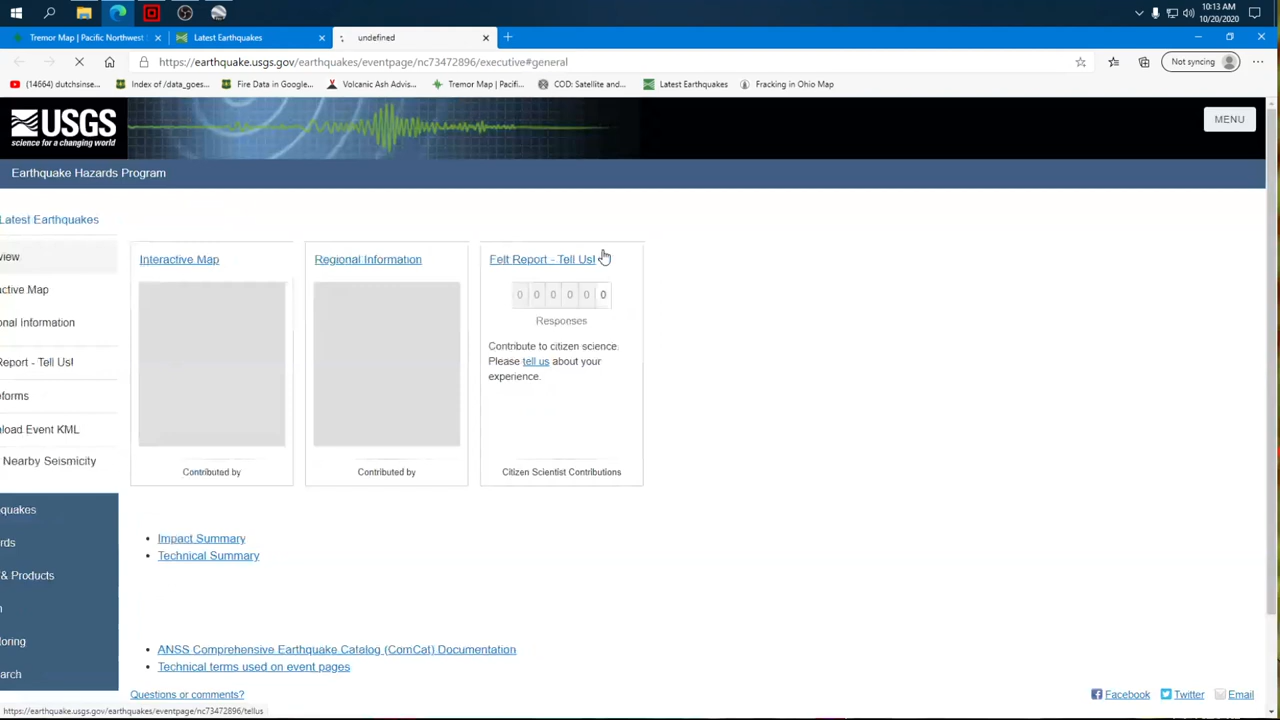 10:13 AM
10/20/2020
Tremor Map | Pacific Northwest
Latest Earthquakes
undefined
https://earthquake.usgs.gov/earthquakes/eventpage/nc73472896/executive#general
Not syncing
(14664) dutchsinse...
Index of /data_goes...
Fire Data in Google...
Volcanic Ash Advis...
Tremor Map | Pacifi...
COD: Satellite and...
Latest Earthquakes
Fracking in Ohio Map
USGS
science for a changing world
MENU
Earthquake Hazards Program
Latest Earthquakes
view
active Map
onal Information
Report - Tell Us!
eforms
nload Event KML
Nearby Seismicity
hquakes
rds
& Products
n
toring
arch
Interactive Map
Contributed by
Regional Information
Contributed by
Felt Report - Tell Us!
0 0 0 0 0 0
Responses
Contribute to citizen science.
Please tell us about your
experience.
Citizen Scientist Contributions
• Impact Summary
• Technical Summary
• ANSS Comprehensive Earthquake Catalog (ComCat) Documentation
• Technical terms used on event pages
Questions or comments?
Facebook
Twitter
Email
https://earthquake.usgs.gov/earthquakes/eventpage/nc73472896/tellus